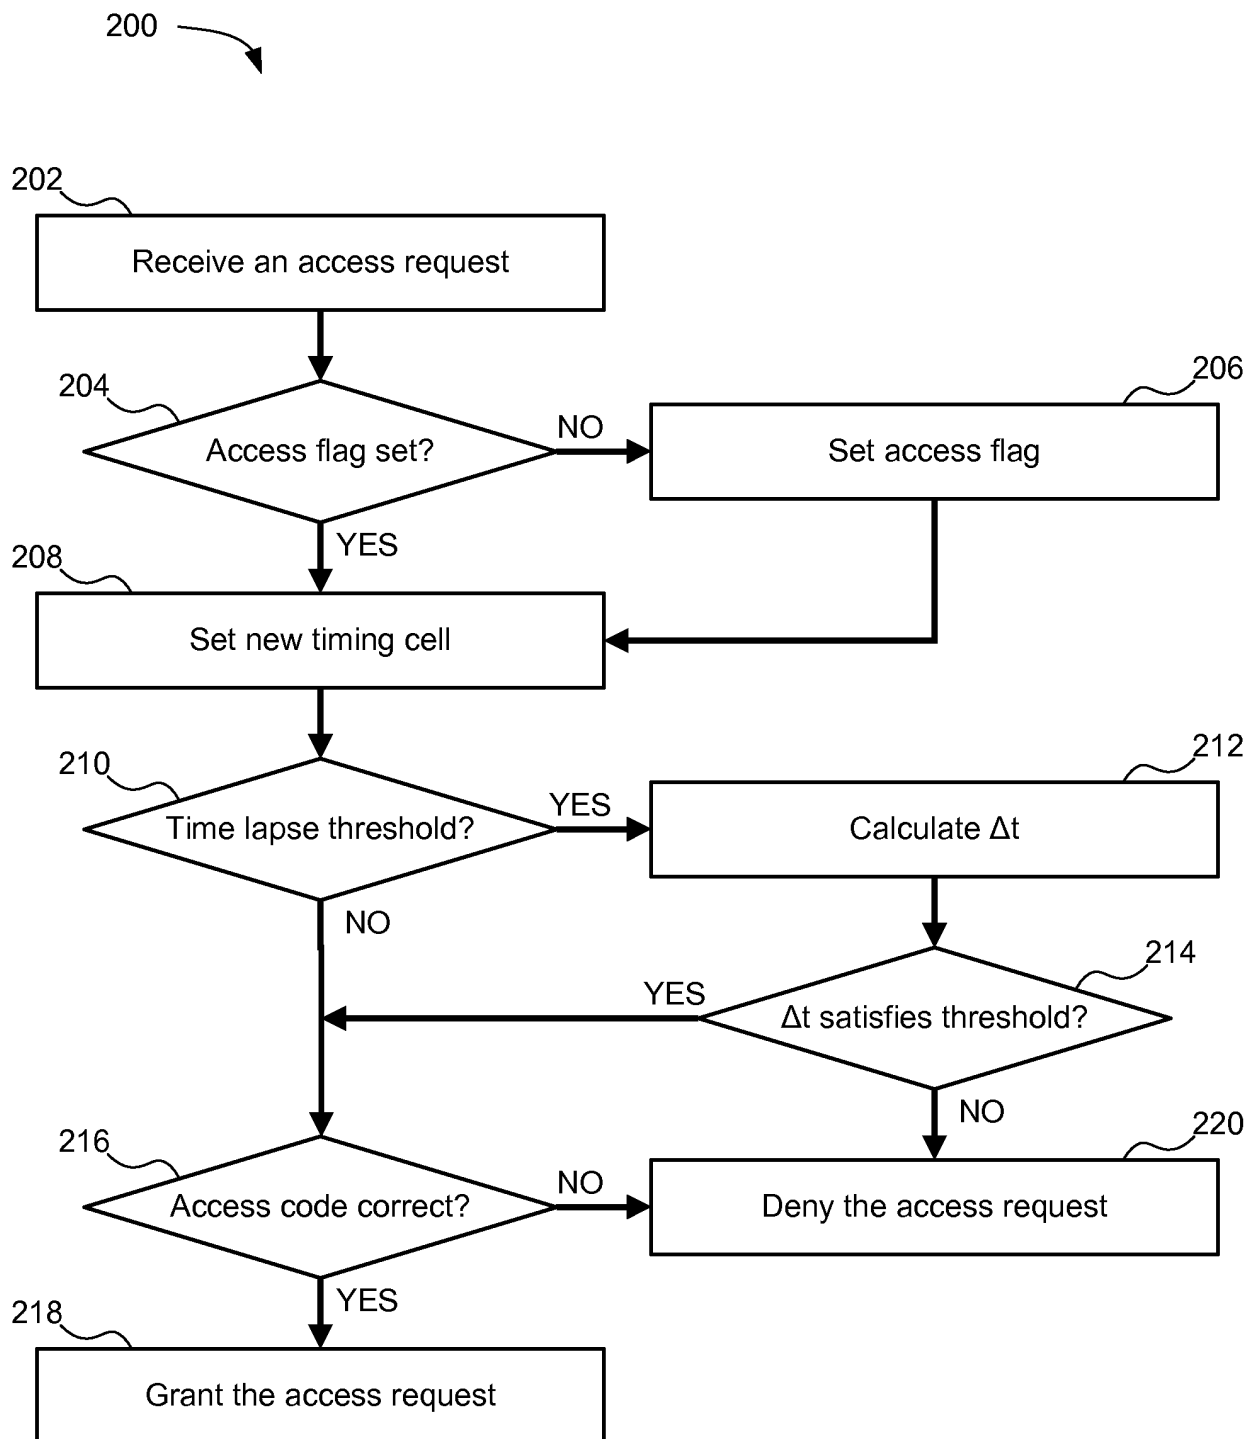 200
202
Receive an access request
204
Access flag set?
NO
206
Set access flag
YES
208
Set new timing cell
210
Time lapse threshold?
YES
212
Calculate Δt
NO
214
Δt satisfies threshold?
YES
NO
216
Access code correct?
NO
220
Deny the access request
YES
218
Grant the access request